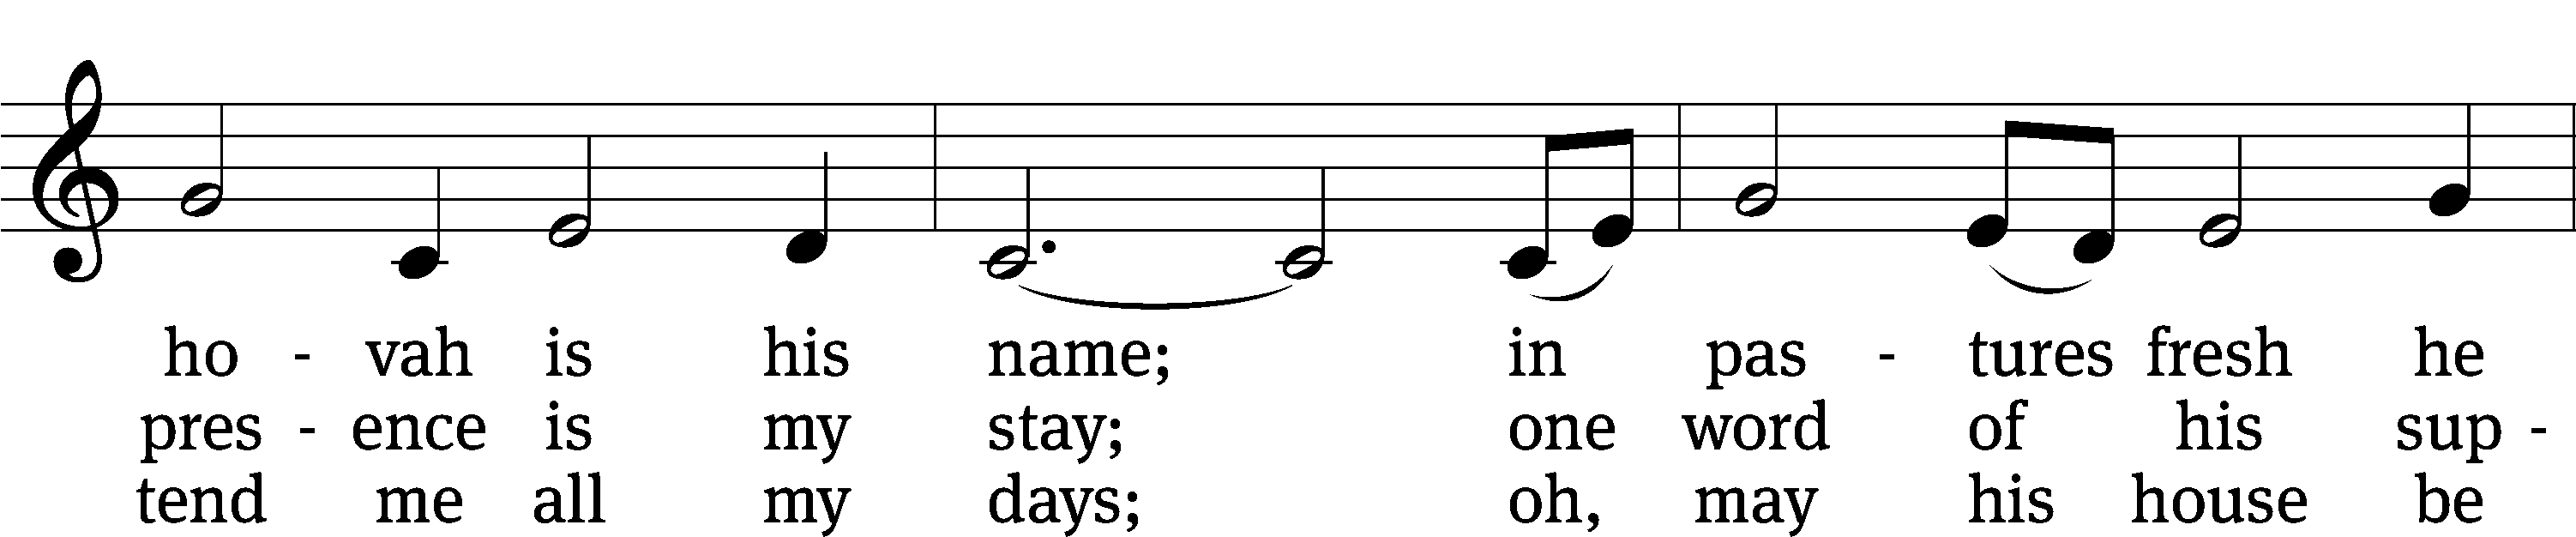 ho - vah is his name; in pas - tures fresh he
pres - ence is my stay; one word of his sup -
tend me all my days; oh, may his house be